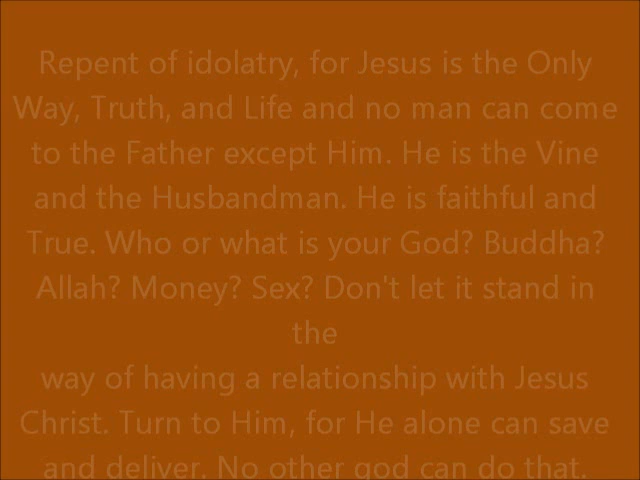 Repent of idolatry, for Jesus is the Only
Way, Truth, and Life and no man can come
to the Father except Him. He is the Vine
and the Husbandman. He is faithful and
True. Who or what is your God? Buddha?
Allah? Money? Sex? Don't let it stand in
the
way of having a relationship with Jesus
Christ. Turn to Him, for He alone can save
and deliver. No other god can do that.